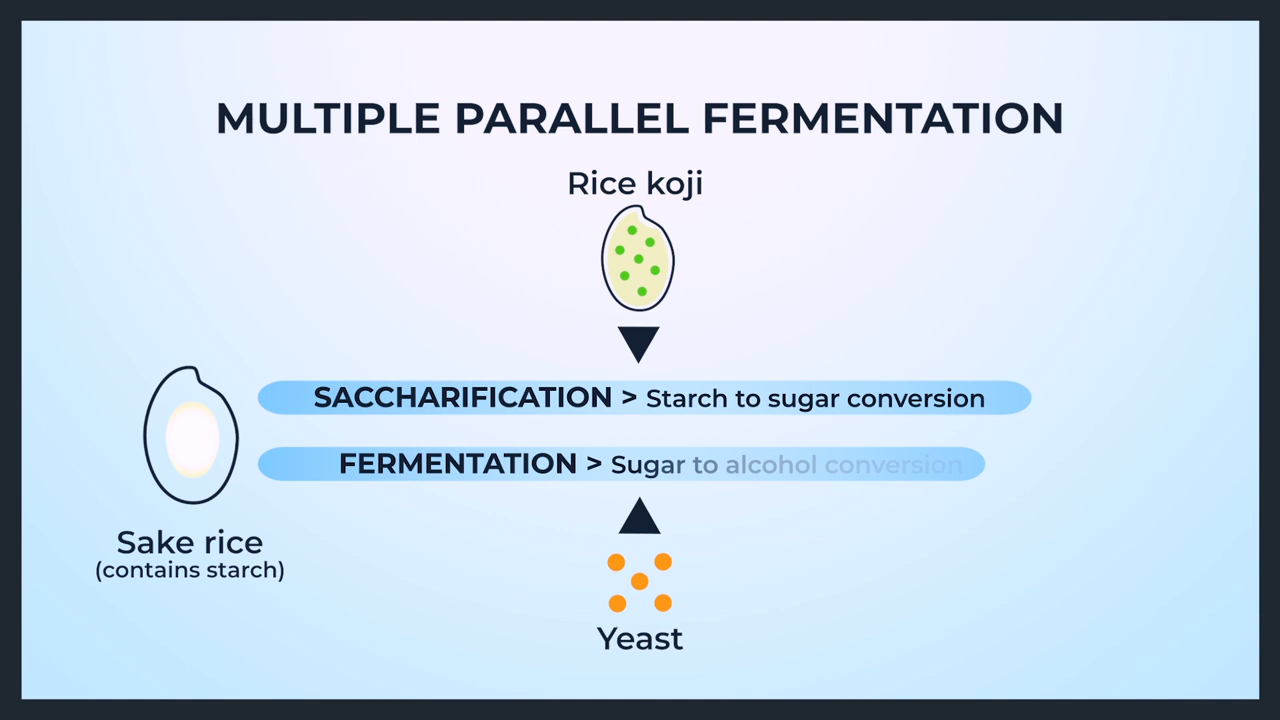 MULTIPLE PARALLEL FERMENTATION
Rice koji
SACCHARIFICATION > Starch to sugar conversion
FERMENTATION > Sugar to alcohol conversion
Sake rice
(contains starch)
Yeast